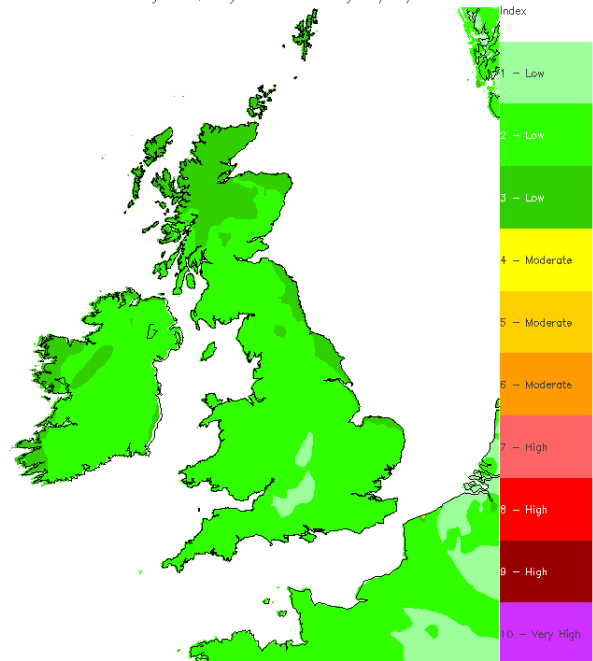 Index
1 - Low
2 - Low
3 - Low
4 - Moderate
5 - Moderate
6 - Moderate
7 - High
8 - High
9 - High
10 - Very High